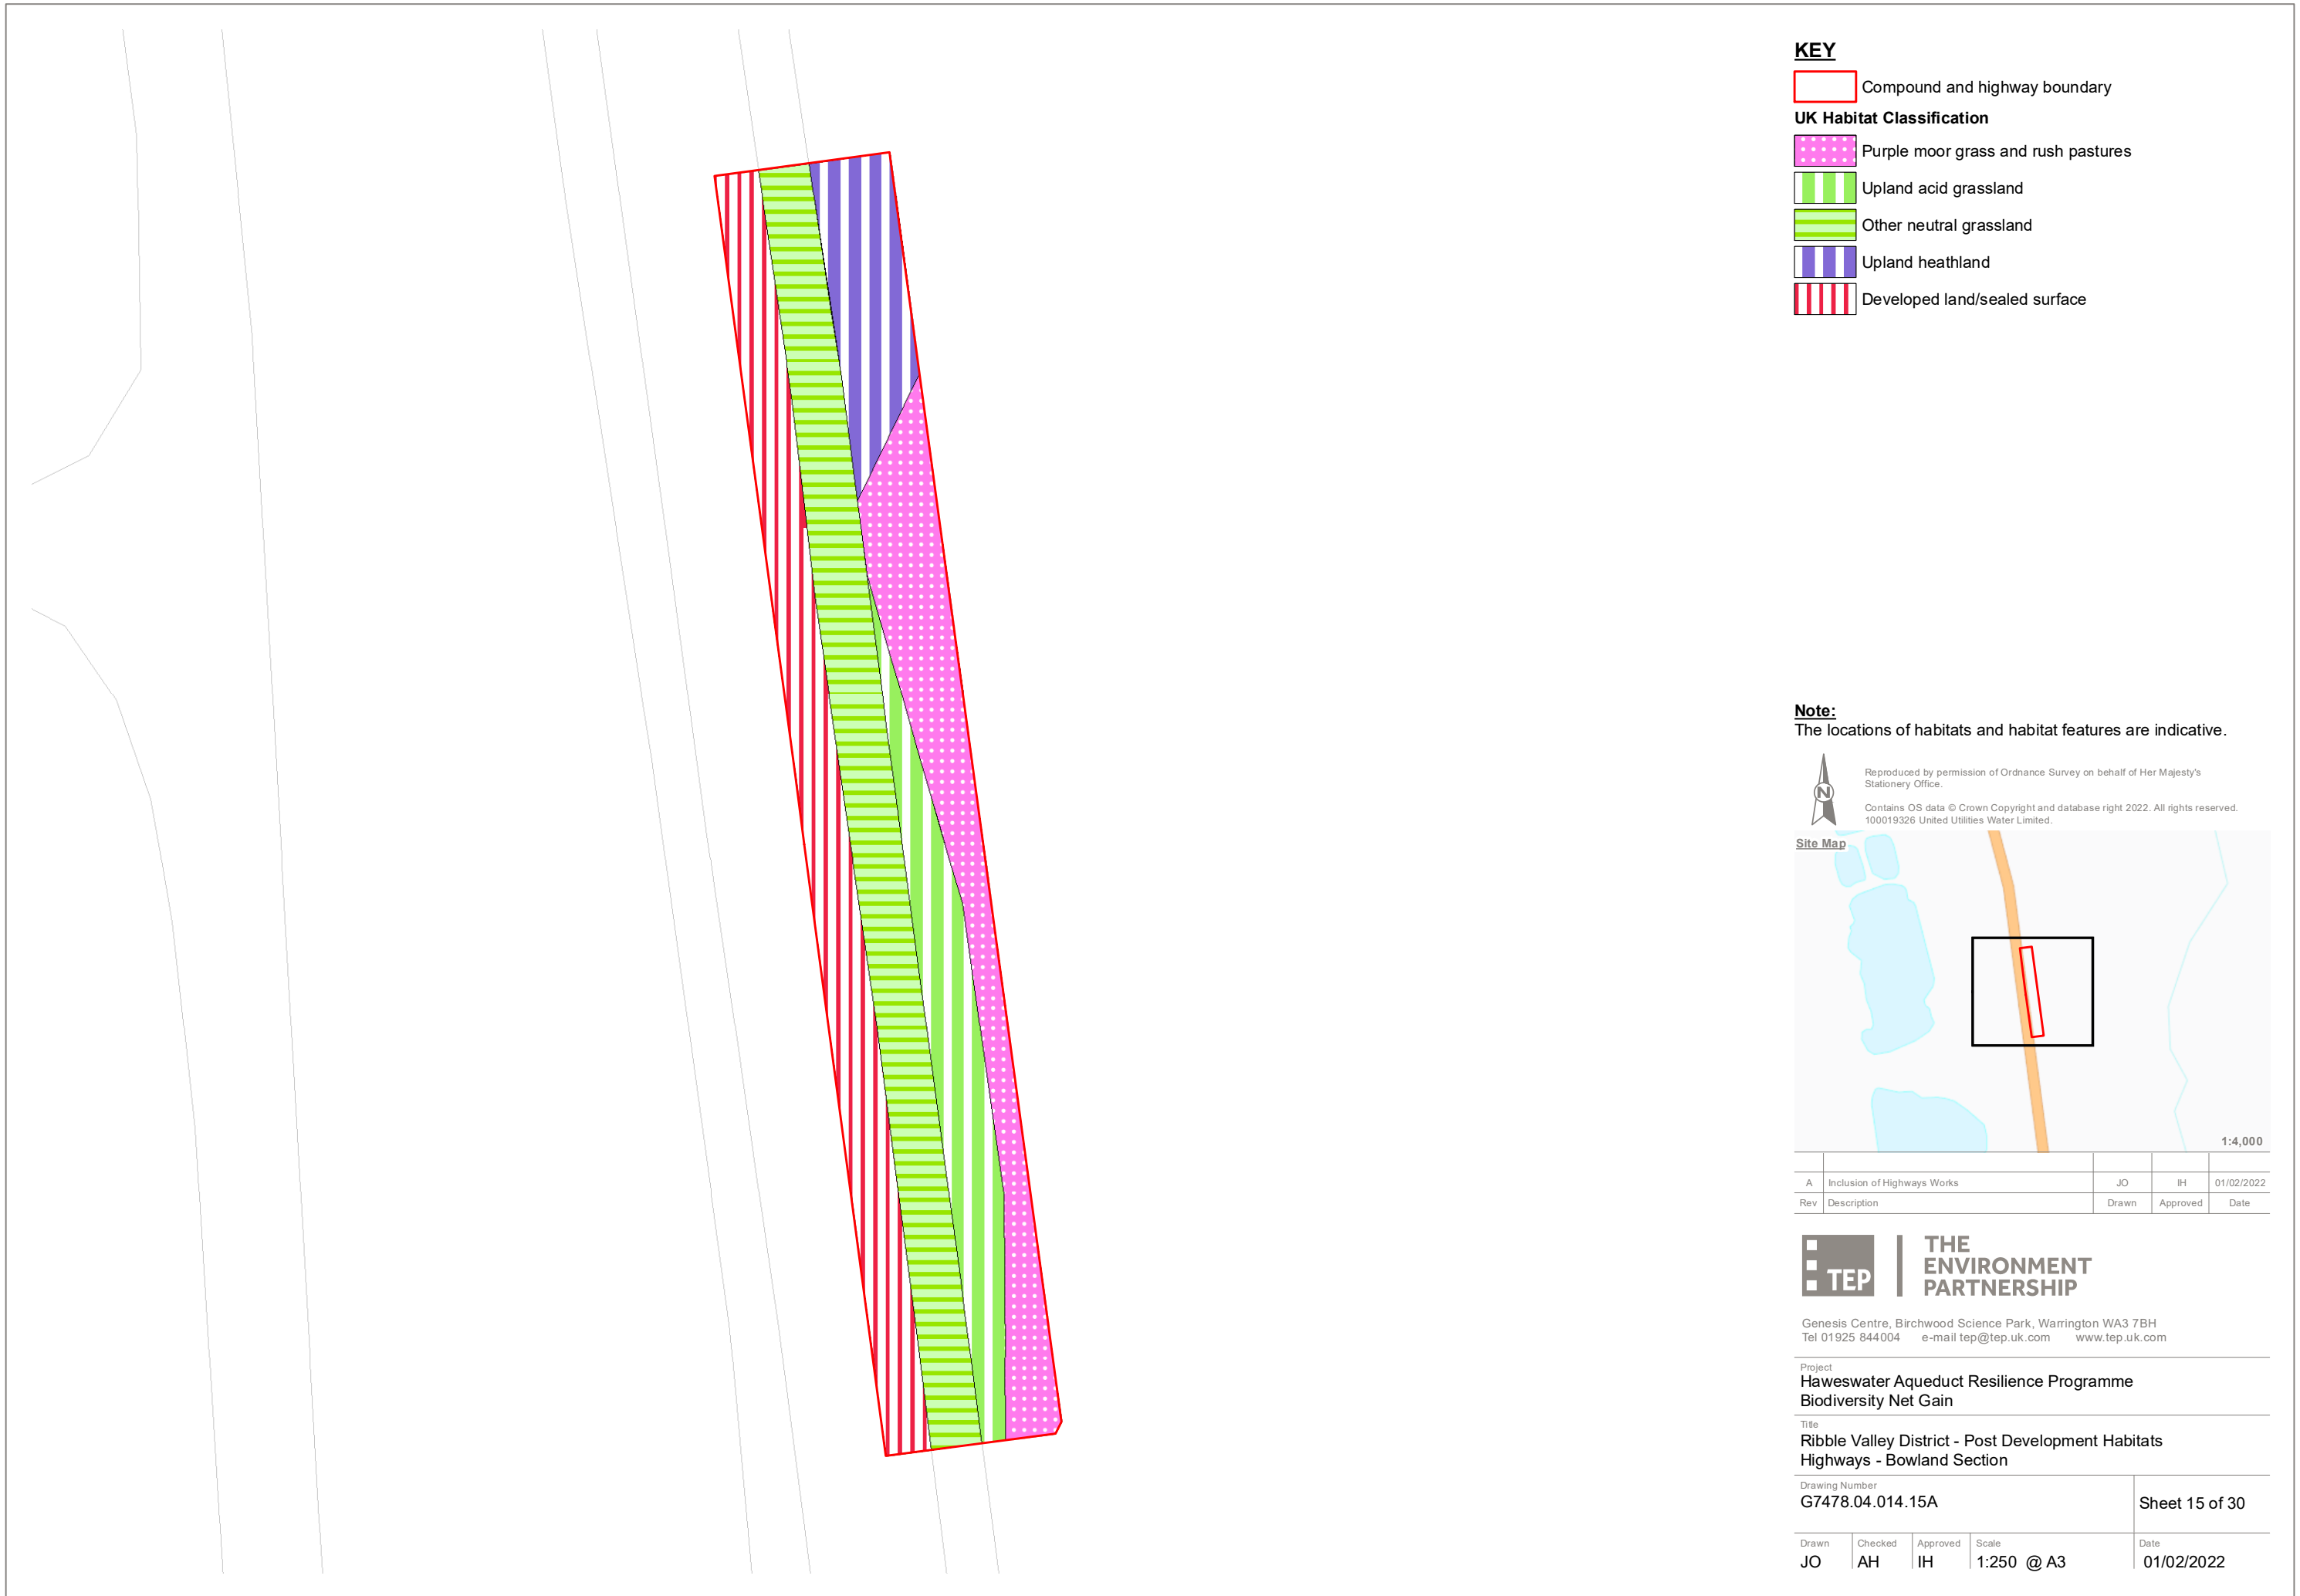 KEY
Compound and highway boundary
UK Habitat Classification
Purple moor grass and rush pastures
Upland acid grassland
Other neutral grassland
Upland heathland
Developed land/sealed surface
Note:
The locations of habitats and habitat features are indicative.
N
Reproduced by permission of Ordnance Survey on behalf of Her Majesty's
Stationery Office.
Contains OS data © Crown Copyright and database right 2022. All rights reserved.
100019326 United Utilities Water Limited.
Site Map
1:4,000
A Inclusion of Highways Works JO IH 01/02/2022
Rev Description Drawn Approved Date
TEP
THE
ENVIRONMENT
PARTNERSHIP
Genesis Centre, Birchwood Science Park, Warrington WA3 7BH
Tel 01925 844004 e-mail tep@tep.uk.com www.tep.uk.com
Project
Haweswater Aqueduct Resilience Programme
Biodiversity Net Gain
Title
Ribble Valley District - Post Development Habitats
Highways - Bowland Section
Drawing Number
G7478.04.014.15A
Sheet 15 of 30
Drawn Checked Approved Scale Date
JO AH IH 1:250 @ A3 01/02/2022